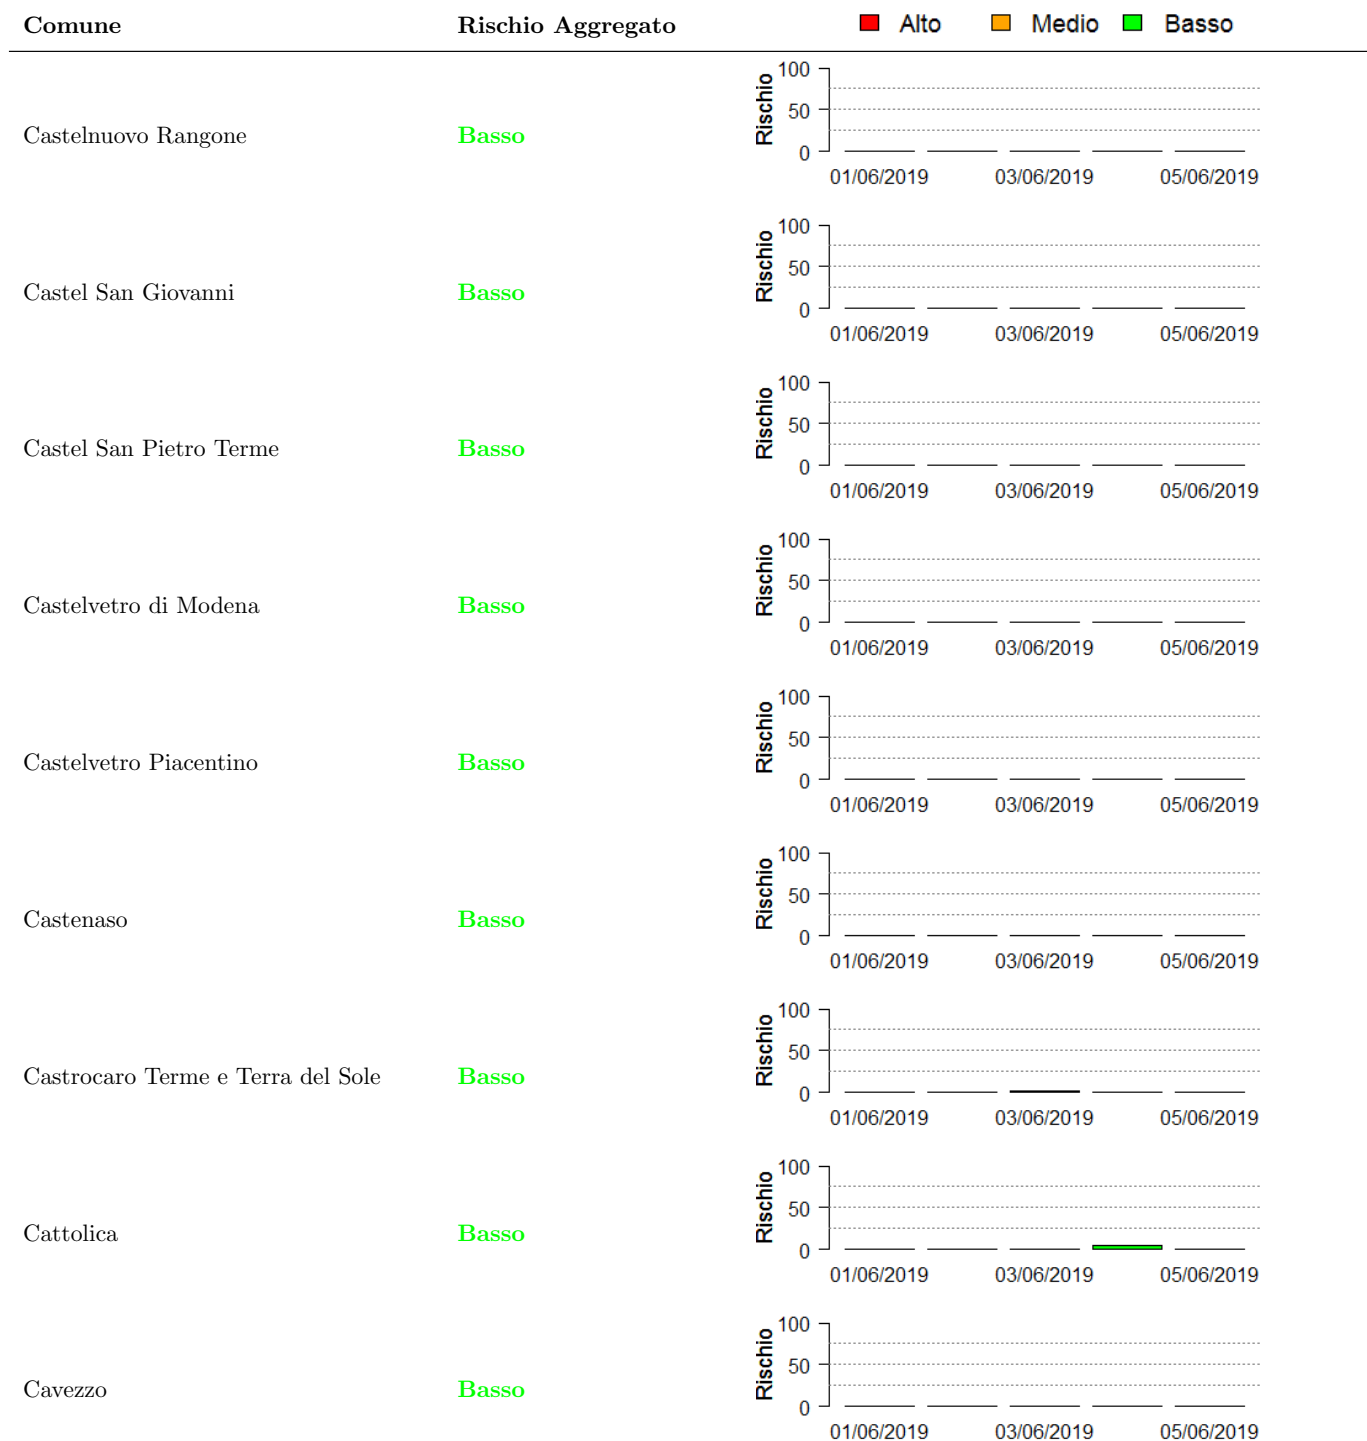 Comune Rischio Aggregato Alto Medio Basso
100
50
0
Rischio
Castelnuovo Rangone Basso
01/06/2019 03/06/2019 05/06/2019
100
50
0
Rischio
Castel San Giovanni Basso
01/06/2019 03/06/2019 05/06/2019
100
50
0
Rischio
Castel San Pietro Terme Basso
01/06/2019 03/06/2019 05/06/2019
100
50
0
Rischio
Castelvetro di Modena Basso
01/06/2019 03/06/2019 05/06/2019
100
50
0
Rischio
Castelvetro Piacentino Basso
01/06/2019 03/06/2019 05/06/2019
100
50
0
Rischio
Castenaso Basso
01/06/2019 03/06/2019 05/06/2019
100
50
0
Rischio
Castrocaro Terme e Terra del Sole Basso
01/06/2019 03/06/2019 05/06/2019
100
50
0
Rischio
Cattolica Basso
01/06/2019 03/06/2019 05/06/2019
100
50
0
Rischio
Cavezzo Basso
01/06/2019 03/06/2019 05/06/2019